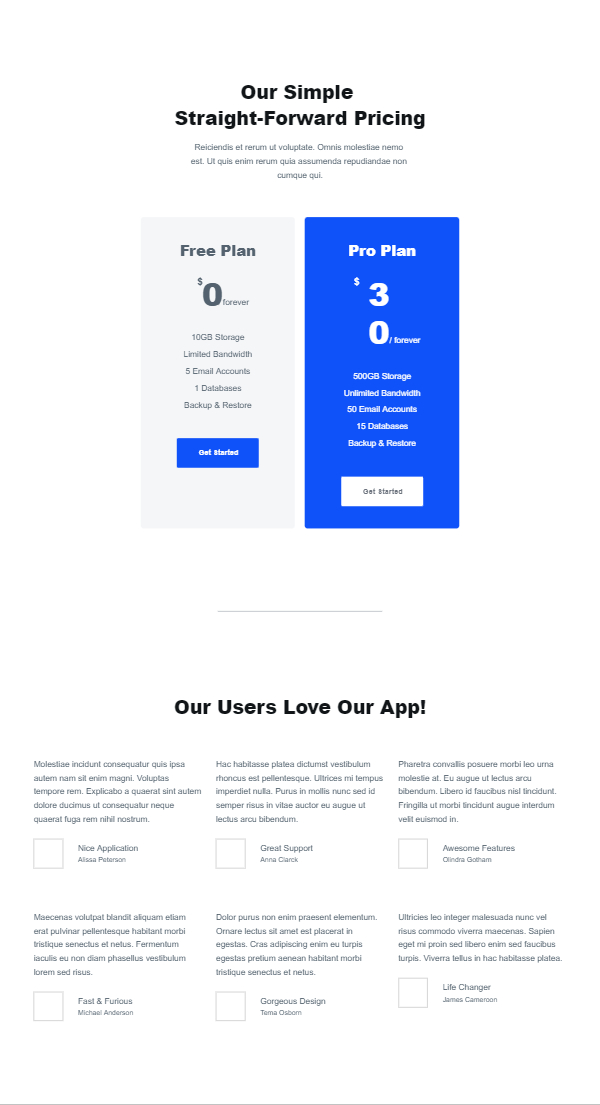 Our Simple
Straight-Forward Pricing
Reiciendis et rerum ut voluptate. Omnis molestiae nemo
est. Ut quis enim rerum quia assumenda repudiandae non
cumque qui.
Free Plan
$
0forever
10GB Storage
Limited Bandwidth
5 Email Accounts
1 Databases
Backup & Restore
Get Started
Pro Plan
$
3
0/ forever
500GB Storage
Unlimited Bandwidth
50 Email Accounts
15 Databases
Backup & Restore
Get Started
Our Users Love Our App!
Molestiae incidunt consequatur quis ipsa
autem nam sit enim magni. Voluptas
tempore rem. Explicabo a quaerat sint autem
dolore ducimus ut consequatur neque
quaerat fuga rem nihil nostrum.
Nice Application
Alissa Peterson
Hac habitasse platea dictumst vestibulum
rhoncus est pellentesque. Ultrices mi tempus
imperdiet nulla. Purus in mollis nunc sed id
semper risus in vitae auctor eu augue ut
lectus arcu bibendum.
Great Support
Anna Clarck
Pharetra convallis posuere morbi leo urna
molestie at. Eu augue ut lectus arcu
bibendum. Libero id faucibus nisl tincidunt.
Fringilla ut morbi tincidunt augue interdum
velit euismod in.
Awesome Features
Olindra Gotham
Maecenas volutpat blandit aliquam etiam
erat pulvinar pellentesque habitant morbi
tristique senectus et netus. Fermentum
iaculis eu non diam phasellus vestibulum
lorem sed risus.
Fast & Furious
Michael Anderson
Dolor purus non enim praesent elementum.
Ornare lectus sit amet est placerat in
egestas. Cras adipiscing enim eu turpis
egestas pretium aenean habitant morbi
tristique senectus et netus.
Gorgeous Design
Tema Osborn
Ultricies leo integer malesuada nunc vel
risus commodo viverra maecenas. Sapien
eget mi proin sed libero enim sed faucibus
turpis. Viverra tellus in hac habitasse platea.
Life Changer
James Cameroon